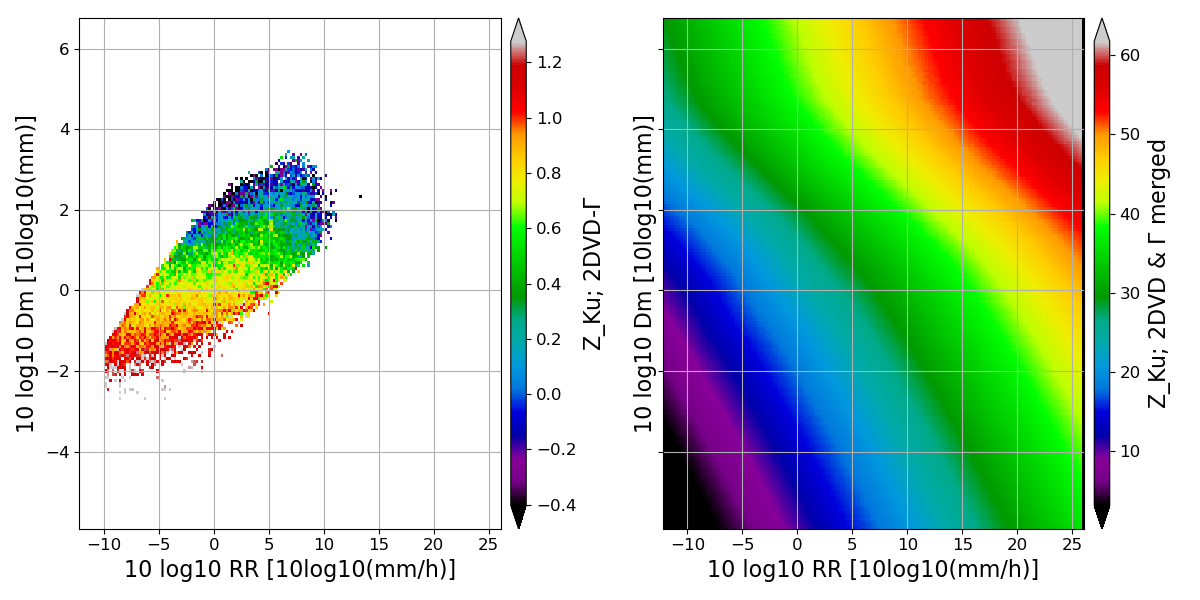 6
4
2
0
−2
−4
10 log10 Dm [10log10(mm)]
−10 −5 0 5 10 15 20 25
10 log10 RR [10log10(mm/h)]
1.2
1.0
0.8
0.6
0.4
0.2
0.0
−0.2
−0.4
Z_Ku; 2DVD-Γ
10 log10 Dm [10log10(mm)]
−10 −5 0 5 10 15 20 25
10 log10 RR [10log10(mm/h)]
60
50
40
30
20
10
Z_Ku; 2DVD & Γ merged